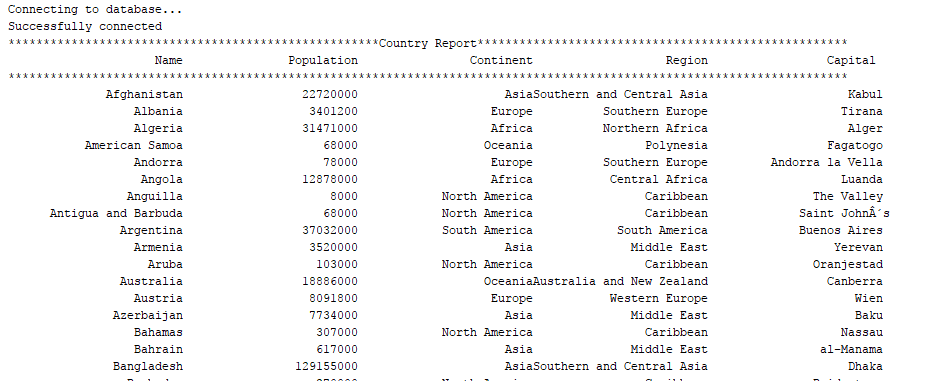 Connecting to database...
Successfully connected
*****************************************************Country Report*****************************************************
Name Population Continent Region Capital
************************************************************************************************************************
Afghanistan 22720000 AsiaSouthern and Central Asia Kabul
Albania 3401200 Europe Southern Europe Tirana
Algeria 31471000 Africa Northern Africa Alger
American Samoa 68000 Oceania Polynesia Fagatogo
Andorra 78000 Europe Southern Europe Andorra la Vella
Angola 12878000 Africa Central Africa Luanda
Anguilla 8000 North America Caribbean The Valley
Antigua and Barbuda 68000 North America Caribbean Saint JohnÂ´s
Argentina 37032000 South America South America Buenos Aires
Armenia 3520000 Asia Middle East Yerevan
Aruba 103000 North America Caribbean Oranjestad
Australia 18886000 OceaniaAustralia and New Zealand Canberra
Austria 8091800 Europe Western Europe Wien
Azerbaijan 7734000 Asia Middle East Baku
Bahamas 307000 North America Caribbean Nassau
Bahrain 617000 Asia Middle East al-Manama
Bangladesh 129155000 AsiaSouthern and Central Asia Dhaka